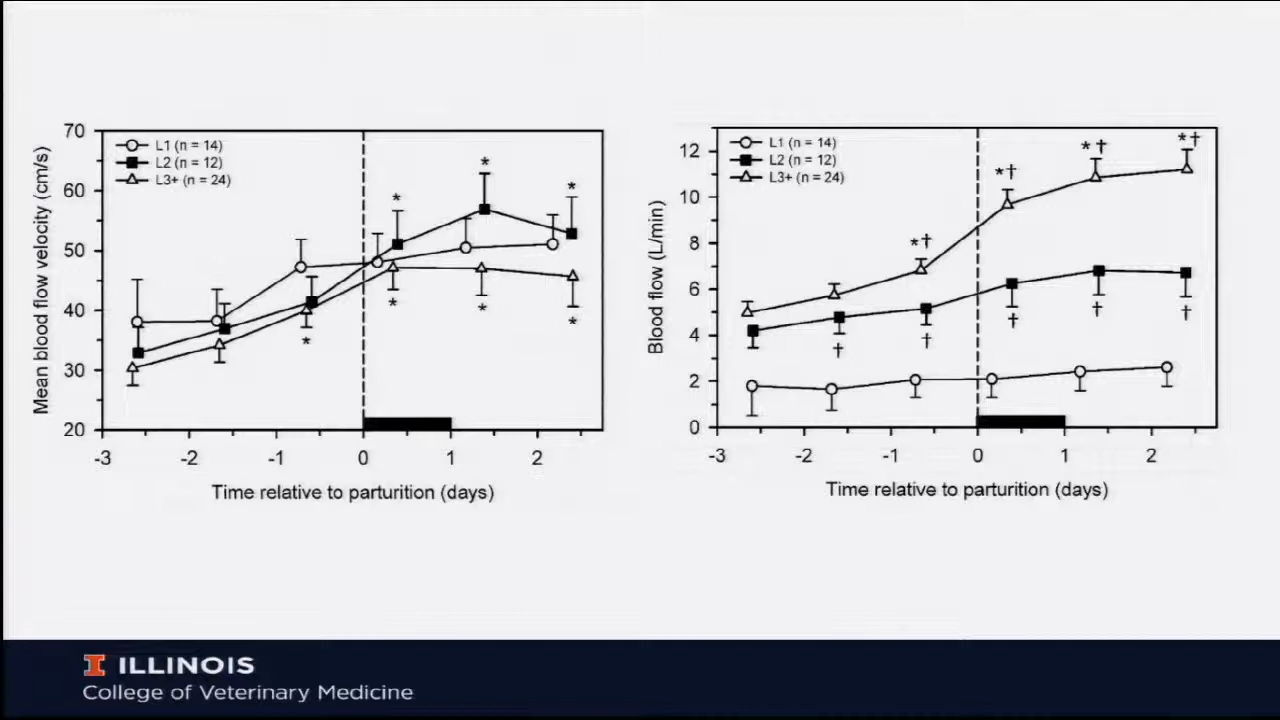 L1 (n = 14)
L2 (n = 12)
L3+ (n = 24)
Mean blood flow velocity (cm/s)
70
60
50
40
30
20
* * *
* * * *
-3 -2 -1 0 1 2
Time relative to parturition (days)
L1 (n = 14)
L2 (n = 12)
L3+ (n = 24)
Blood flow (L/min)
12
10
8
6
4
2
0
*† *† *† *†
† † † † †
-3 -2 -1 0 1 2
Time relative to parturition (days)
I ILLINOIS
College of Veterinary Medicine